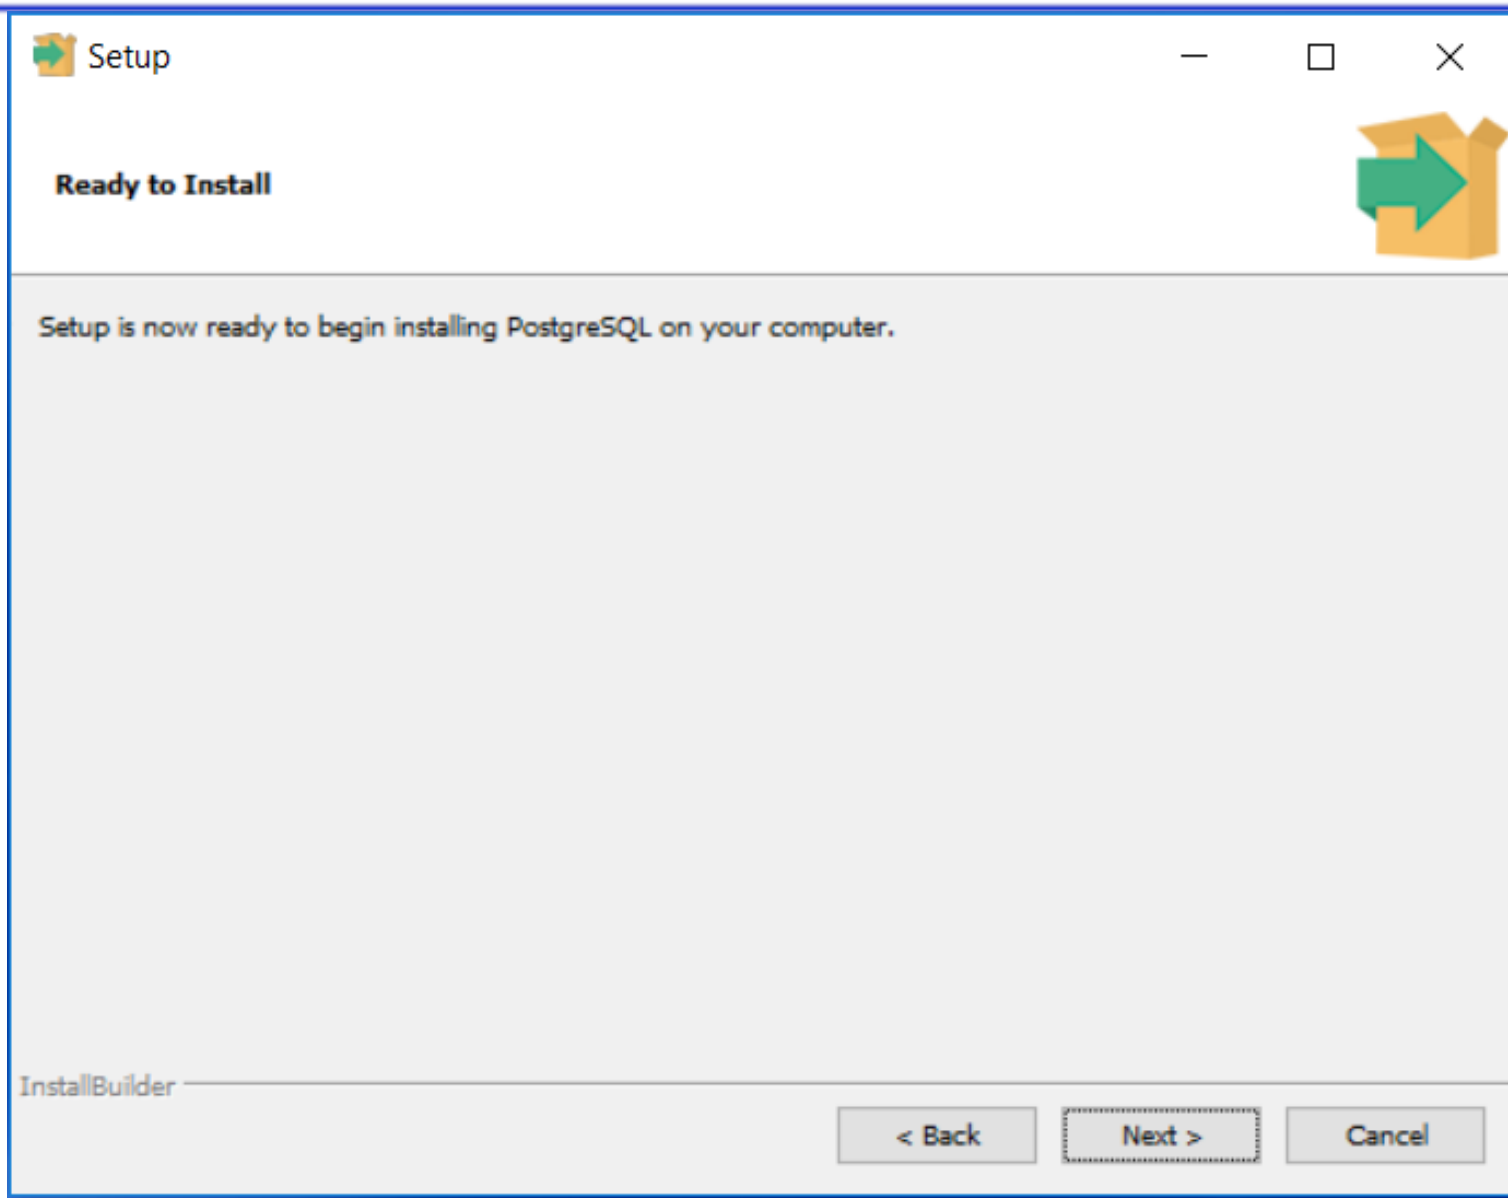 Setup
Ready to Install
Setup is now ready to begin installing PostgreSQL on your computer.
InstallBuilder
< Back Next > Cancel